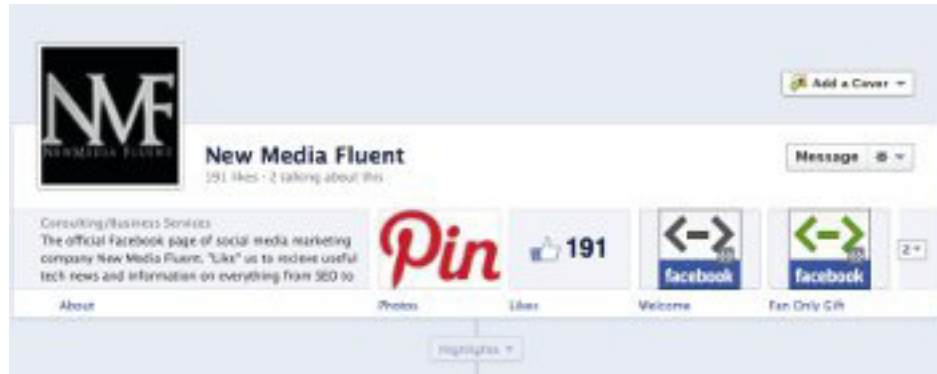 NMF
NEWMEDIA FLUENT
Add a Cover
New Media Fluent
191 likes · 2 talking about this
Message
Consulting/Business Services
The official Facebook page of social media marketing
company New Media Fluent. "Like" us to recieve useful
tech news and information on everything from SEO to
Pin
191
facebook
facebook
2
About
Photos
Likes
Welcome
Fan Only Gift
Highlights